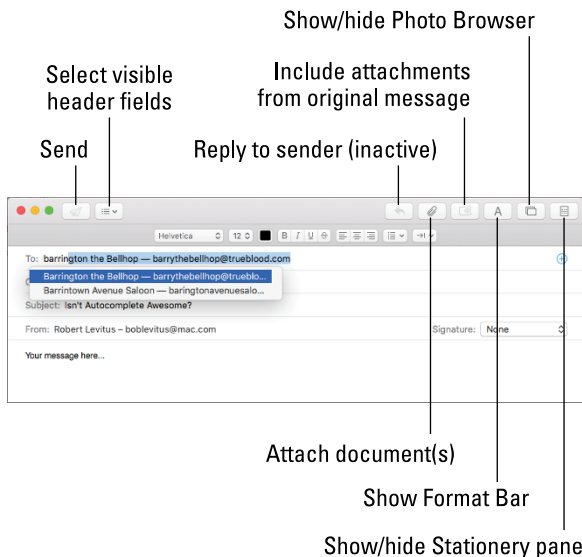 Show/hide Photo Browser
Select visible
header fields
Include attachments
from original message
Send
Reply to sender (inactive)
A
Helvetica
12
B I U S
To: barrington the Bellhop — barrythebellhop@trueblood.com
Barrington the Bellhop — barrythebellhop@trueblo...
Barrintown Avenue Saloon — baringtonavenuesalo...
Subject: Isn't Autocomplete Awesome?
From: Robert Levitus – boblevitus@mac.com
Signature: None
Your message here...
Attach document(s)
Show Format Bar
Show/hide Stationery pane